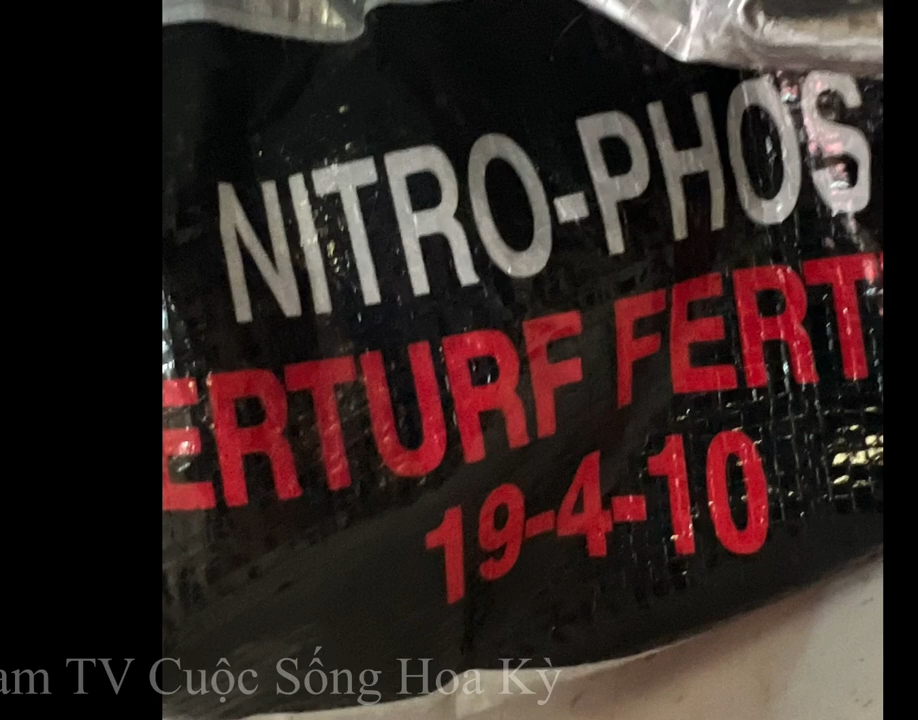 NITRO-PHOS
ERTURF FERT
19-4-10
am TV Cuộc Sống Hoa Kỳ